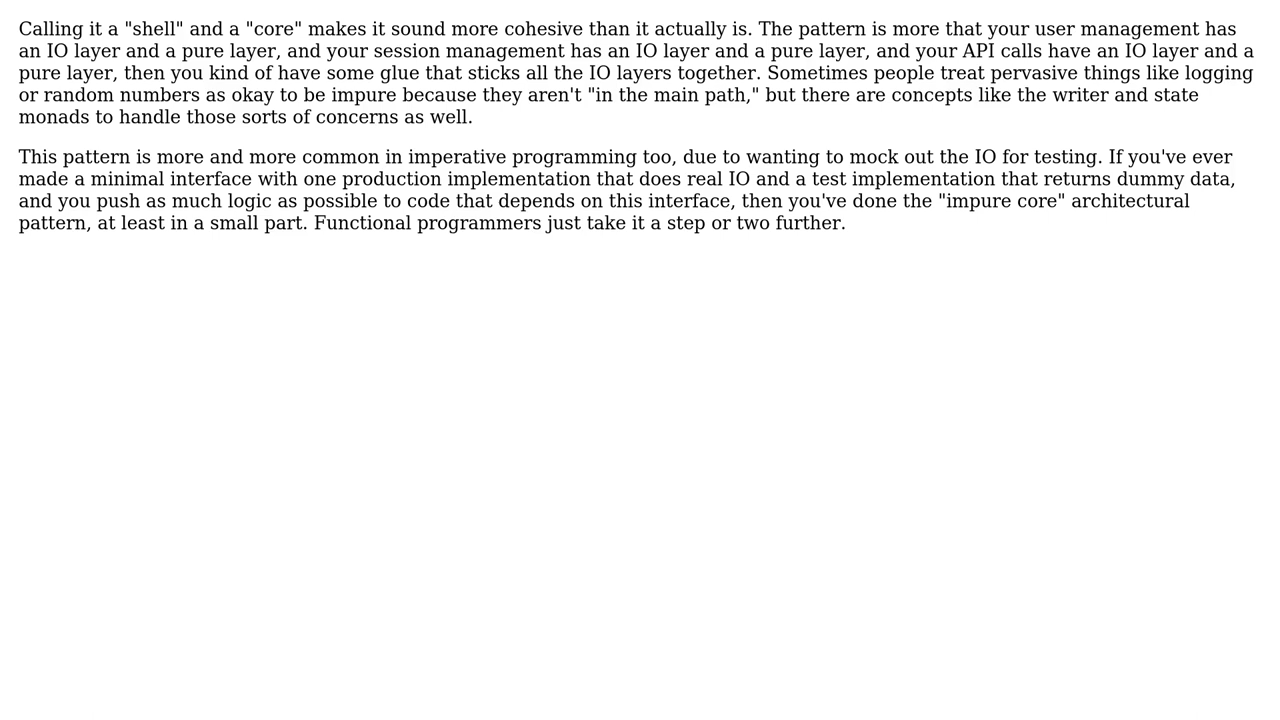 Calling it a "shell" and a "core" makes it sound more cohesive than it actually is. The pattern is more that your user management has
an IO layer and a pure layer, and your session management has an IO layer and a pure layer, and your API calls have an IO layer and a
pure layer, then you kind of have some glue that sticks all the IO layers together. Sometimes people treat pervasive things like logging
or random numbers as okay to be impure because they aren't "in the main path," but there are concepts like the writer and state
monads to handle those sorts of concerns as well.
This pattern is more and more common in imperative programming too, due to wanting to mock out the IO for testing. If you've ever
made a minimal interface with one production implementation that does real IO and a test implementation that returns dummy data,
and you push as much logic as possible to code that depends on this interface, then you've done the "impure core" architectural
pattern, at least in a small part. Functional programmers just take it a step or two further.